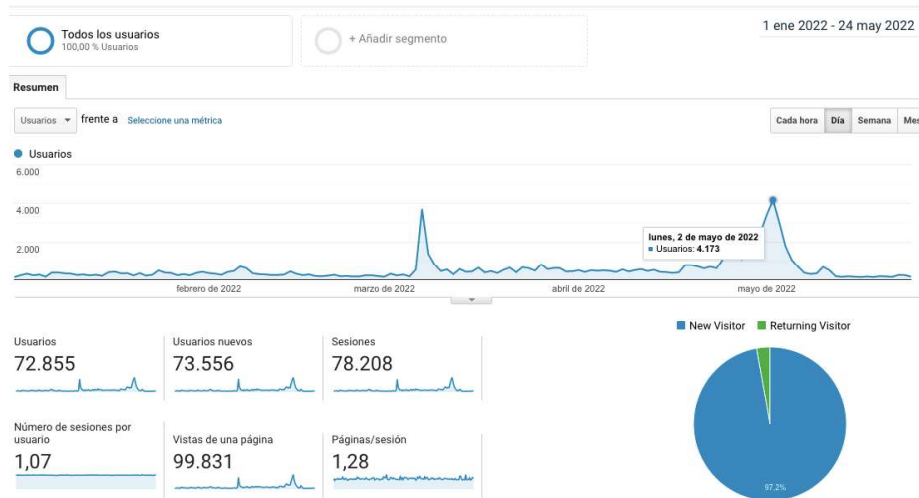 Todos los usuarios
100,00 % Usuarios
+ Añadir segmento
1 ene 2022 - 24 may 2022
Resumen
Usuarios frente a Seleccione una métrica
Cada hora Día Semana Mes
Usuarios
6.000
4.000
2.000
lunes, 2 de mayo de 2022
Usuarios: 4.173
febrero de 2022 marzo de 2022 abril de 2022 mayo de 2022
New Visitor Returning Visitor
Usuarios
72.855
Usuarios nuevos
73.556
Sesiones
78.208
Número de sesiones por
usuario
1,07
Vistas de una página
99.831
Páginas/sesión
1,28
97,2%